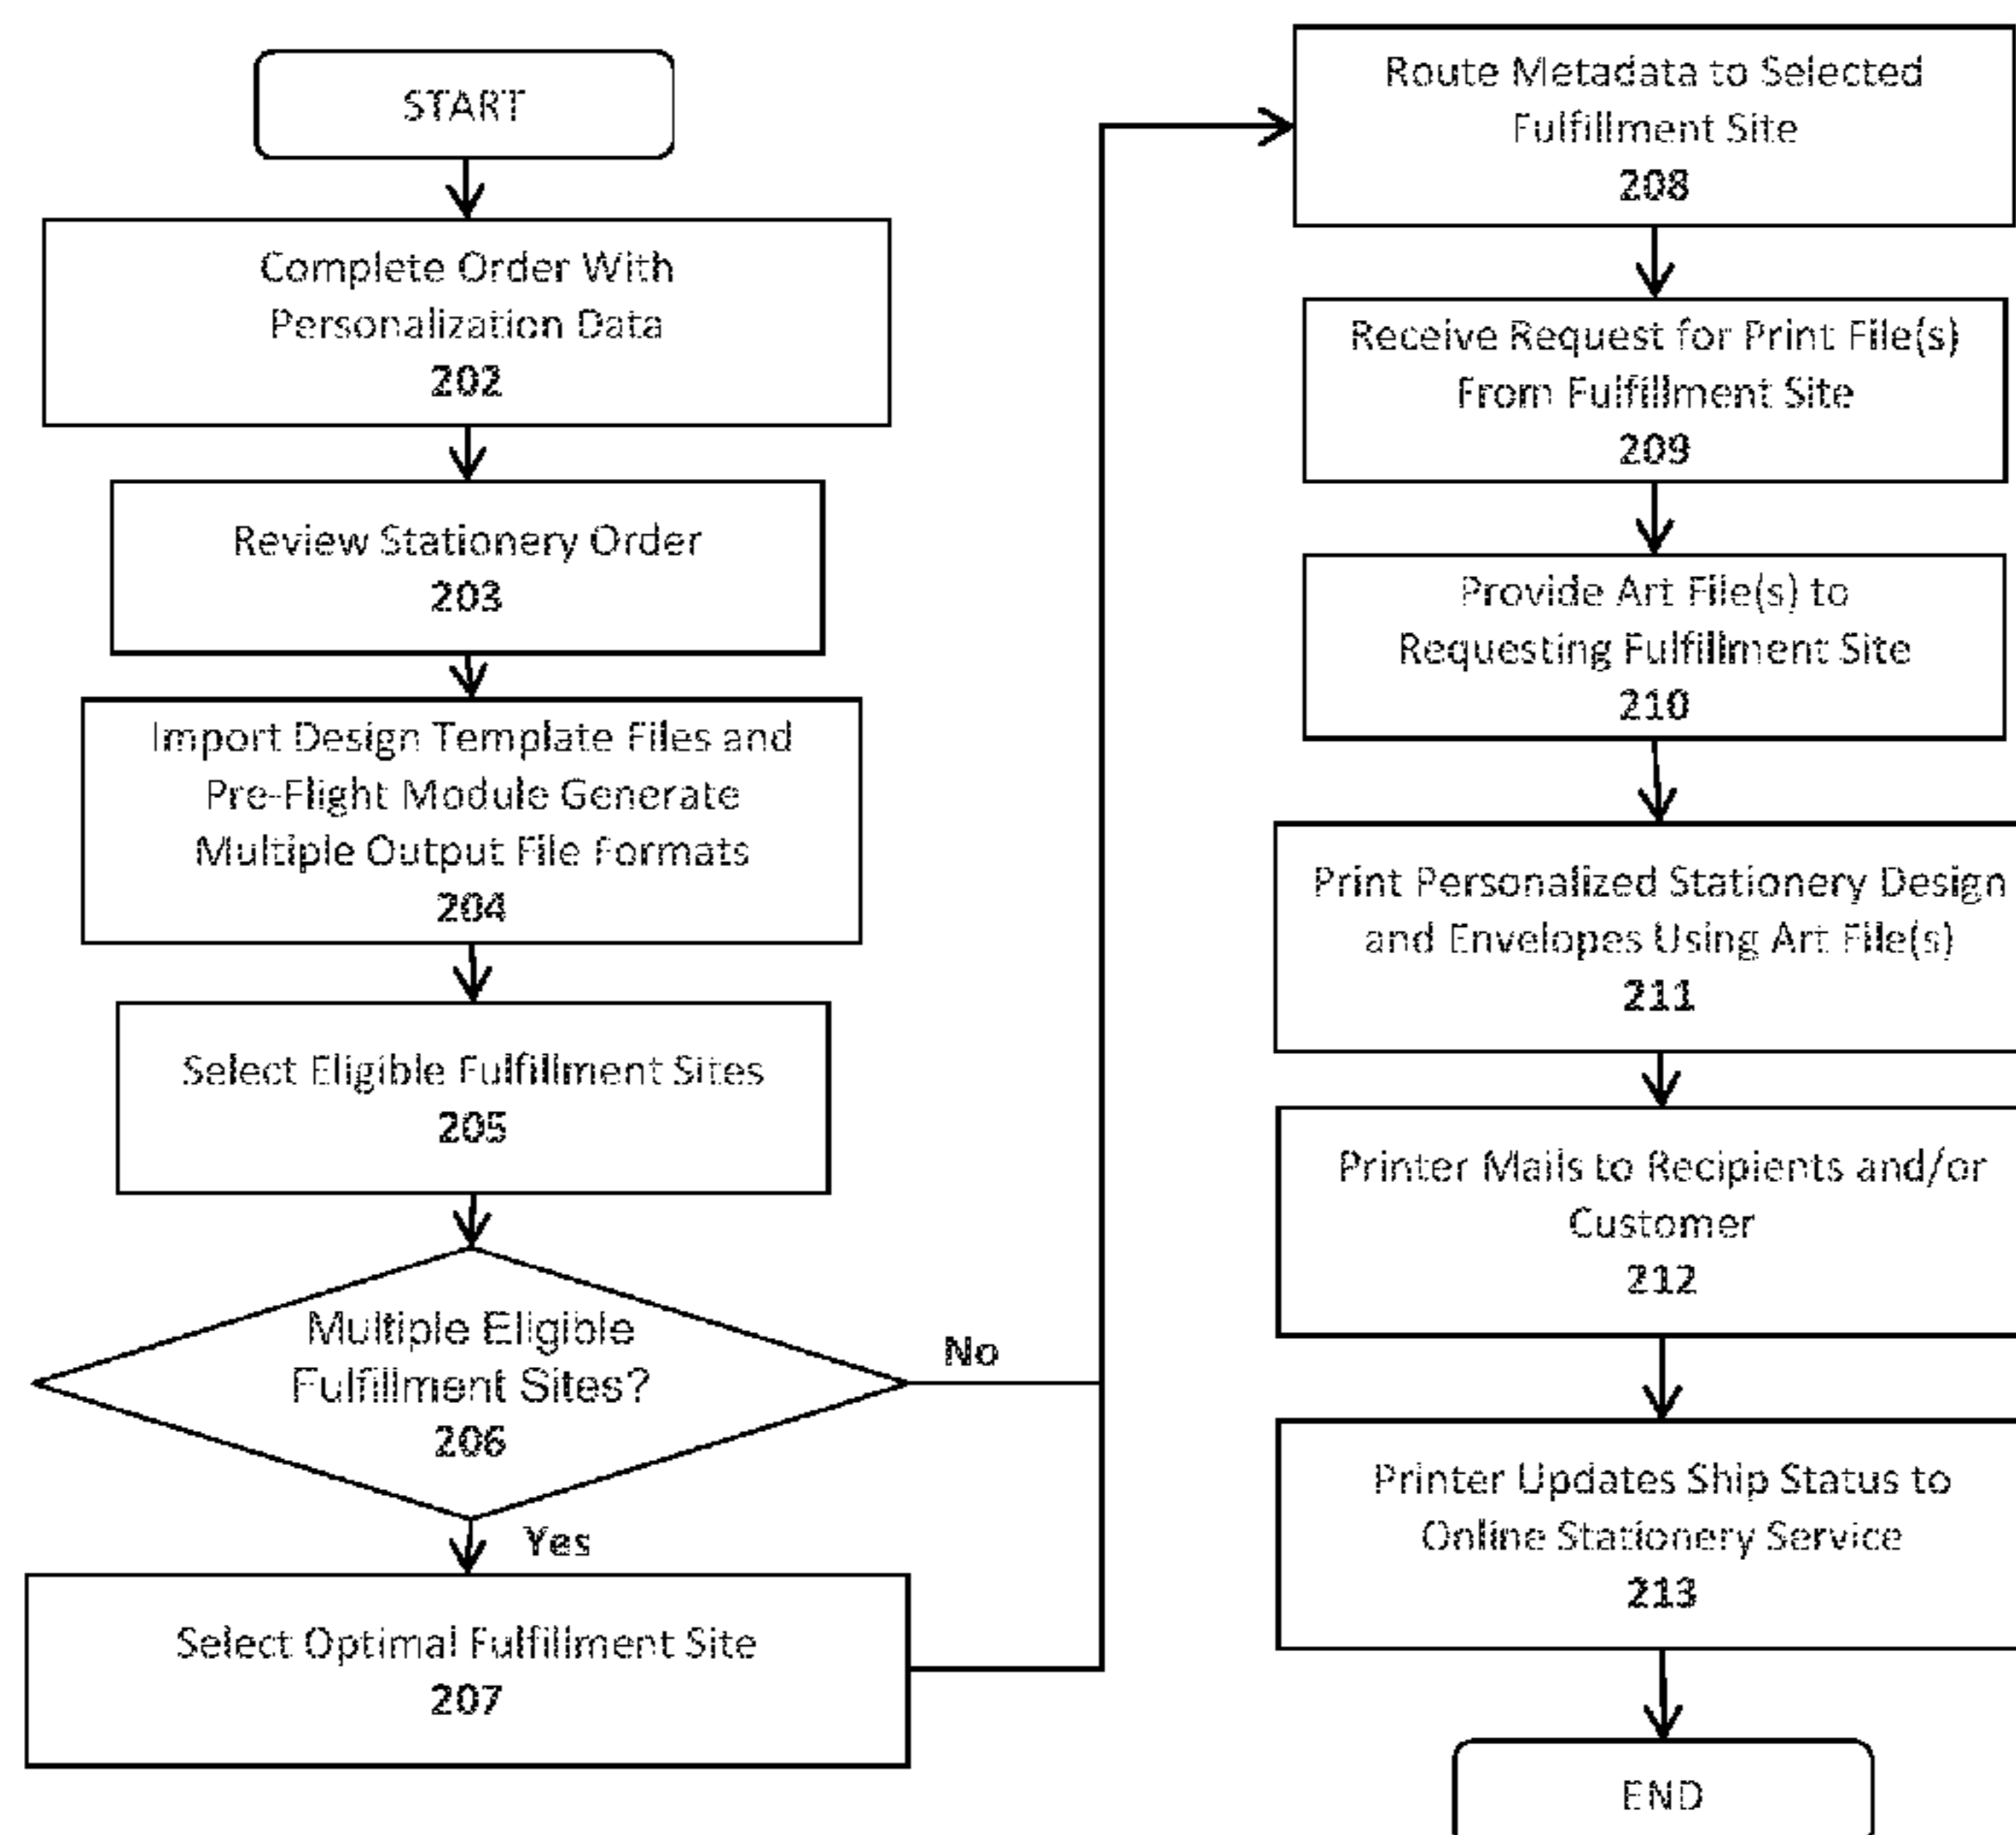 START
Complete Order With
Personalization Data
202
Review Stationery Order
203
Import Design Template Files and
Pre-Flight Module Generate
Multiple Output File Formats
204
Select Eligible Fulfillment Sites
205
Multiple Eligible
Fulfillment Sites?
206
No
Yes
Select Optimal Fulfillment Site
207
Route Metadata to Selected
Fulfillment Site
208
Receive Request for Print File(s)
From Fulfillment Site
209
Provide Art File(s) to
Requesting Fulfillment Site
210
Print Personalized Stationery Design
and Envelopes Using Art File(s)
211
Printer Mails to Recipients and/or
Customer
212
Printer Updates Ship Status to
Online Stationery Service
213
END